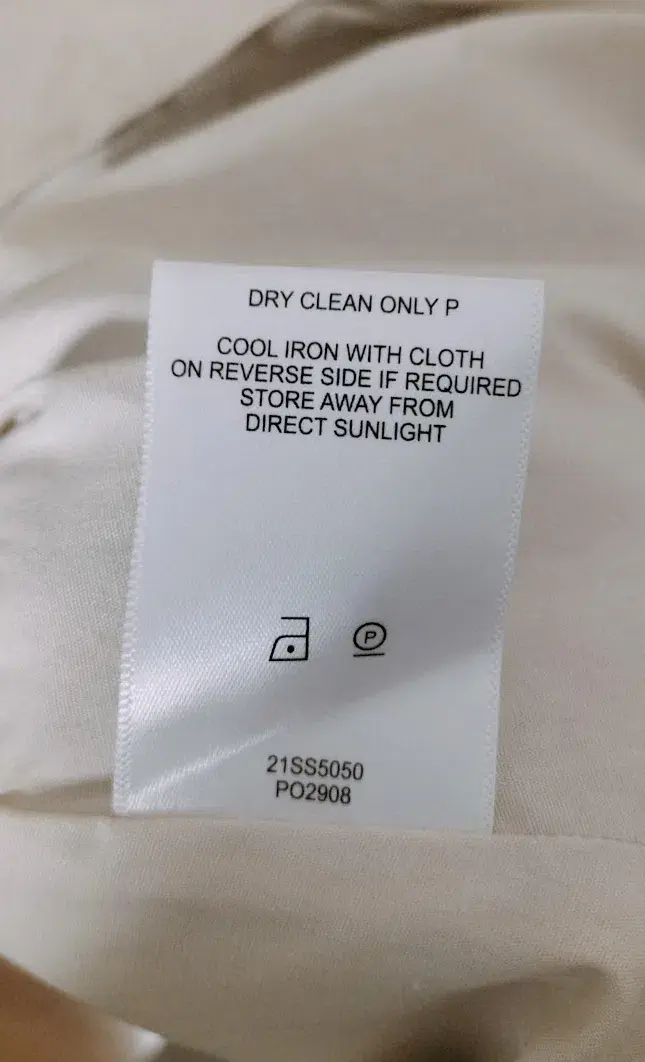 DRY CLEAN ONLY P
COOL IRON WITH CLOTH
ON REVERSE SIDE IF REQUIRED
STORE AWAY FROM
DIRECT SUNLIGHT
P
21SS5050
PO2908